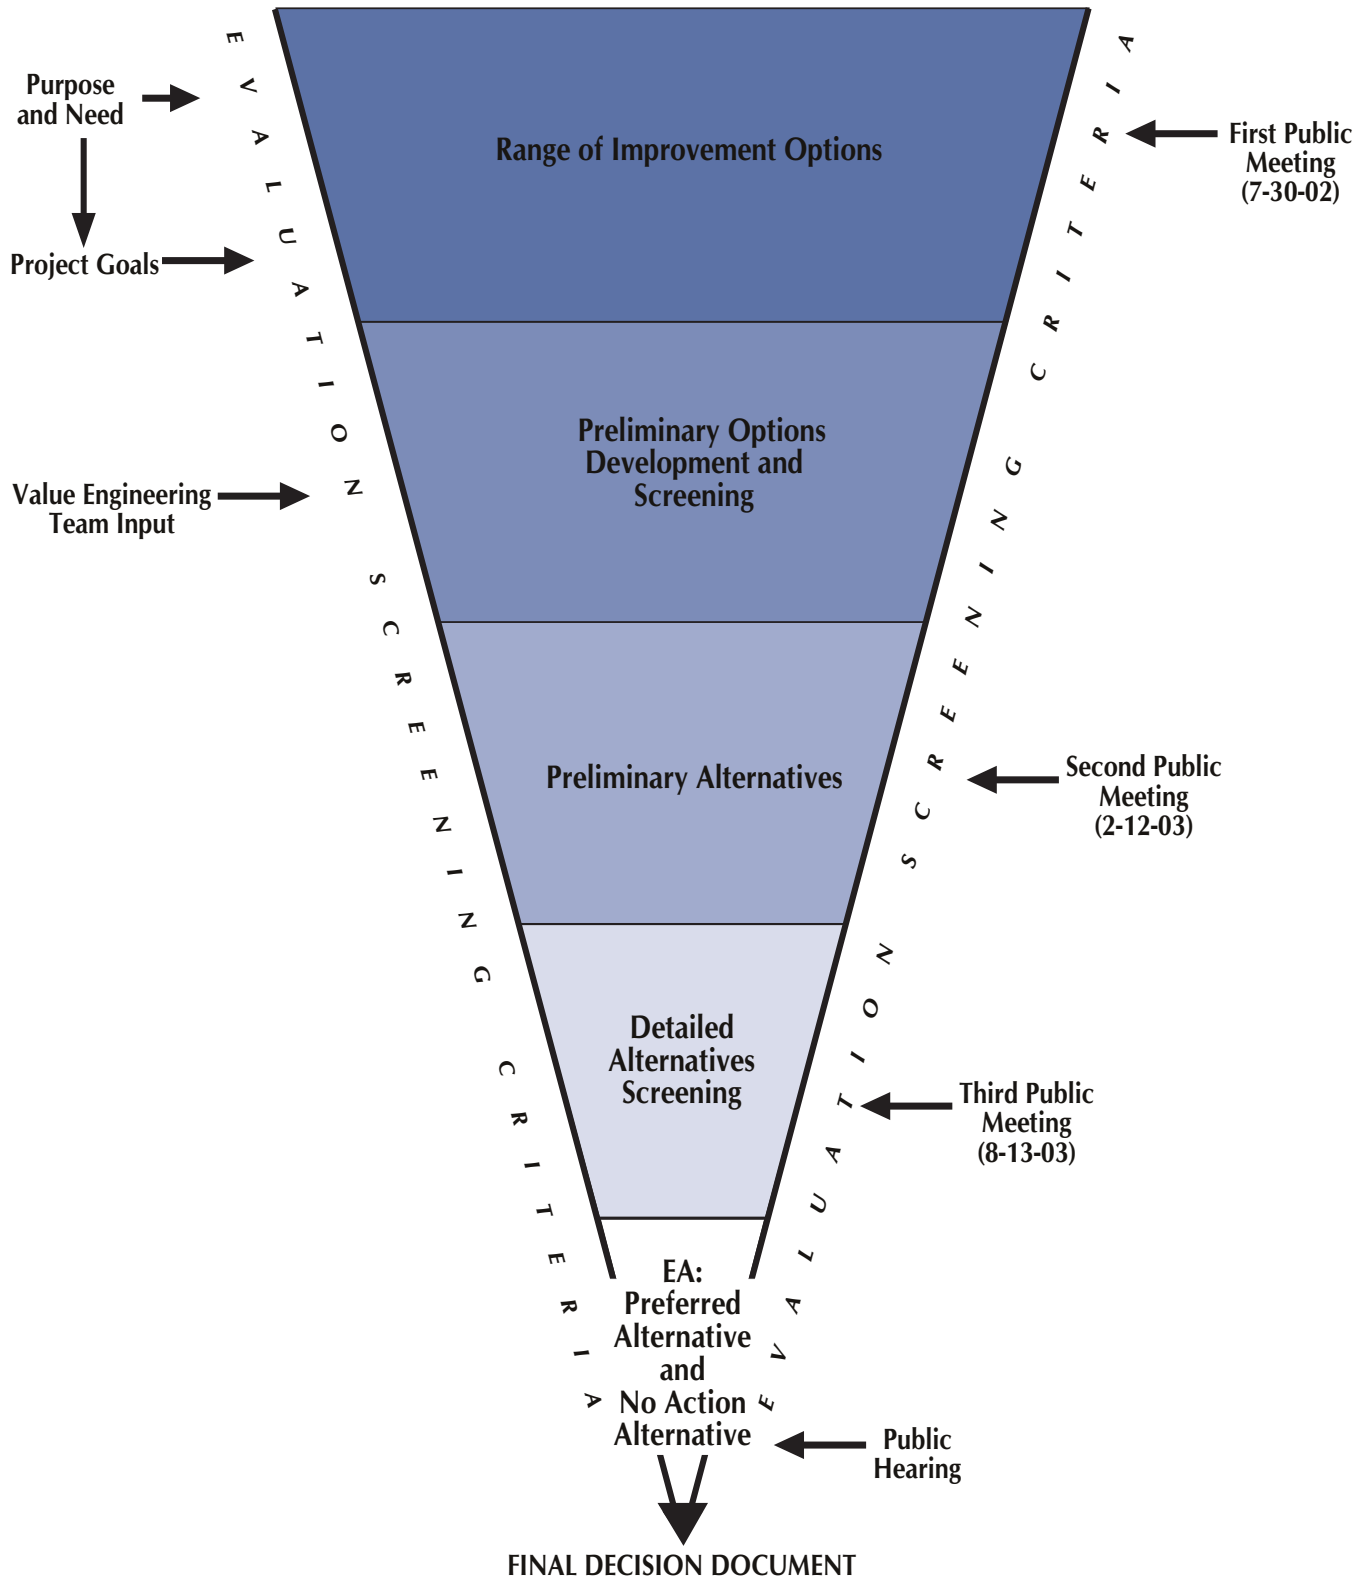 EVALUATION SCREENING CRITERIA
EVALUATION SCREENING CRITERIA
Purpose
and Need
Project Goals
Value Engineering
Team Input
Range of Improvement Options
First Public
Meeting
(7-30-02)
Preliminary Options
Development and
Screening
Preliminary Alternatives
Second Public
Meeting
(2-12-03)
Detailed
Alternatives
Screening
Third Public
Meeting
(8-13-03)
EA:
Preferred
Alternative
and
No Action
Alternative
Public
Hearing
FINAL DECISION DOCUMENT